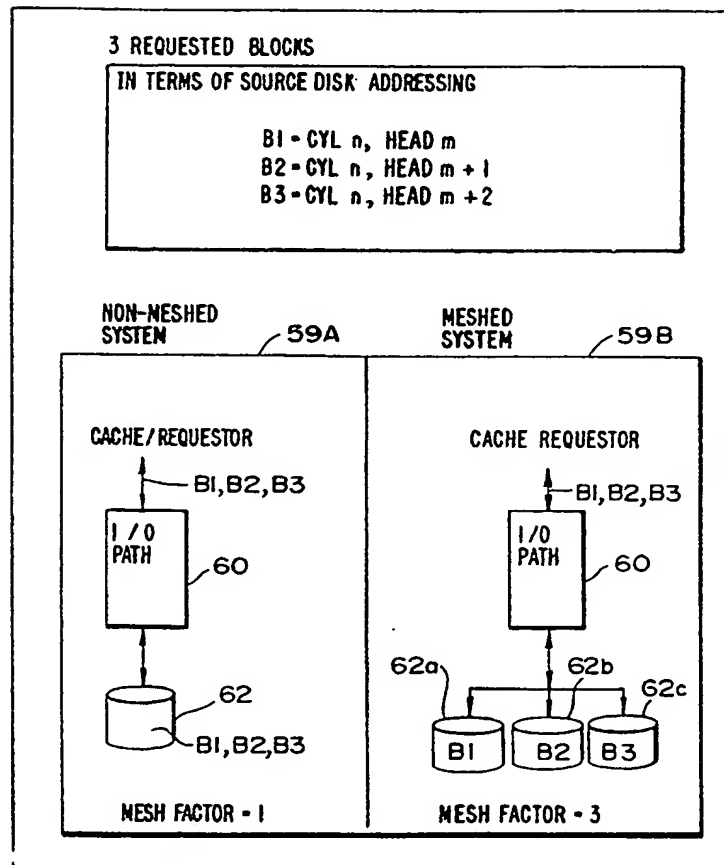 3 REQUESTED BLOCKS
IN TERMS OF SOURCE DISK ADDRESSING
B1 - CYL n, HEAD m
B2 - CYL n, HEAD m + 1
B3 - CYL n, HEAD m + 2
NON-MESHED
SYSTEM
59A
MESHED
SYSTEM
59B
CACHE/REQUESTOR
B1, B2, B3
I/O
PATH
60
62
B1, B2, B3
MESH FACTOR - 1
CACHE REQUESTOR
B1, B2, B3
I/O
PATH
60
62a
62b
62c
B1
B2
B3
MESH FACTOR - 3